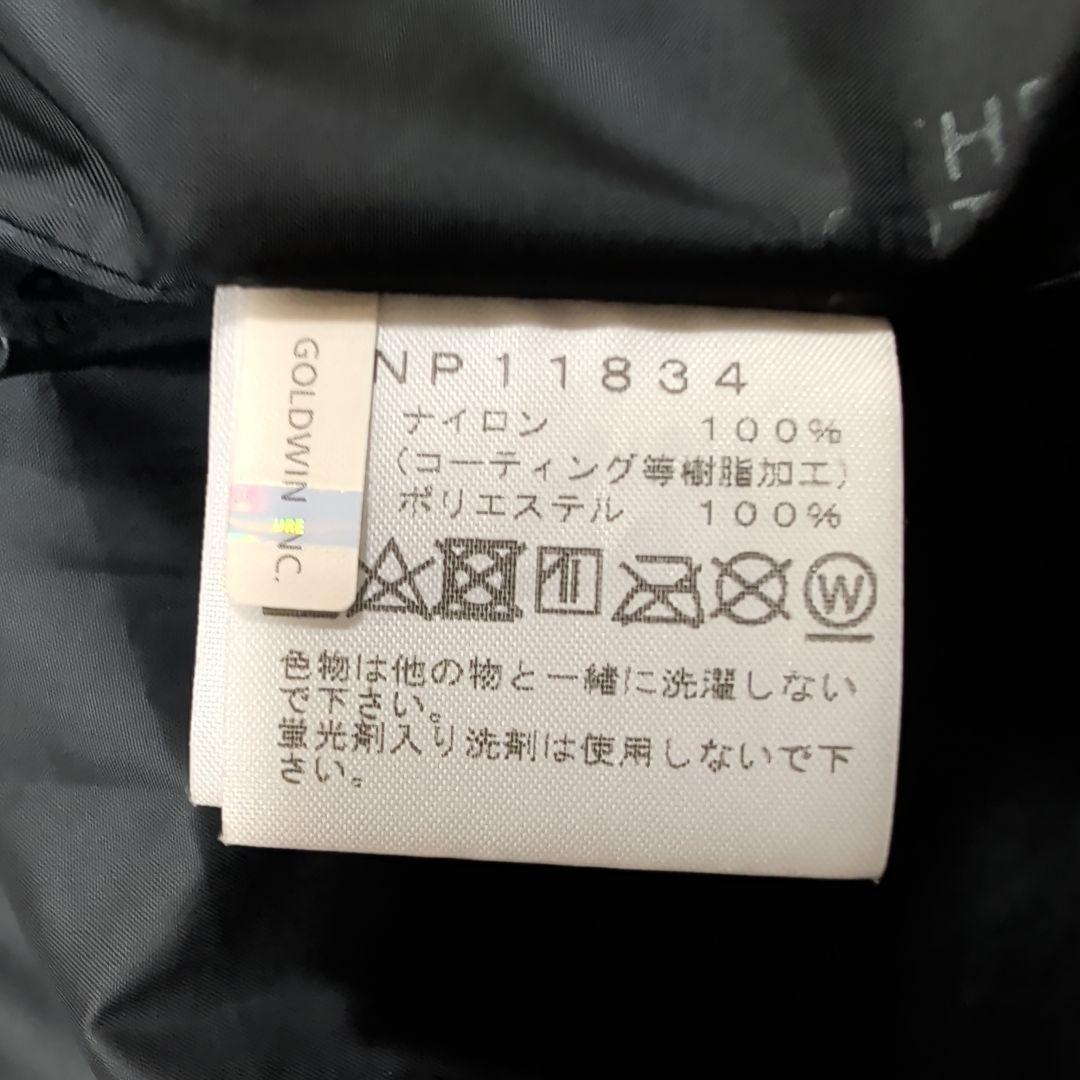 NP11834
ナイロン 100%
(コーティング等樹脂加工)
ポリエステル 100%
W
色物は他の物と一緒に洗濯しない
で下さい。
蛍光剤入り洗剤は使用しないで下
さい。
GOLDWIN INC.